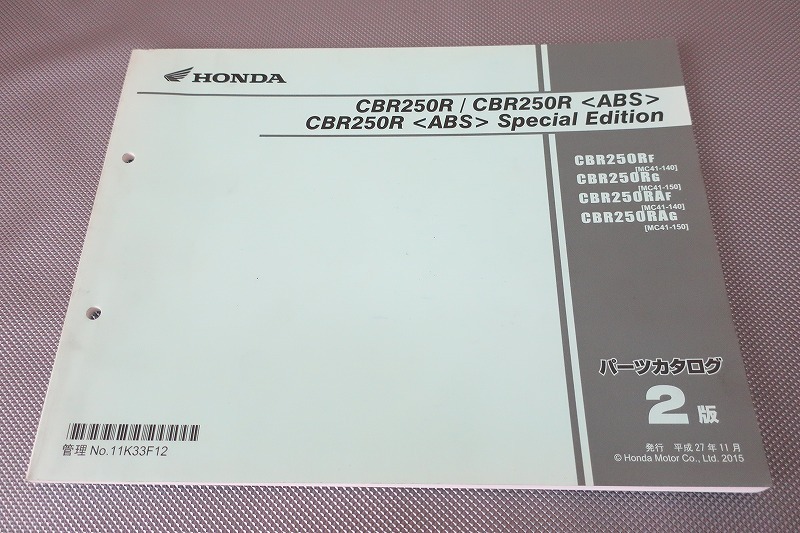 HONDA
CBR250R / CBR250R <ABS>
CBR250R <ABS> Special Edition
CBR250RF
[MC41-140]
CBR250RG
[MC41-150]
CBR250RAF
[MC41-140]
CBR250RAG
[MC41-150]
パーツカタログ
2版
発行 平成27年11月
© Honda Motor Co., Ltd. 2015
管理 No.11K33F12